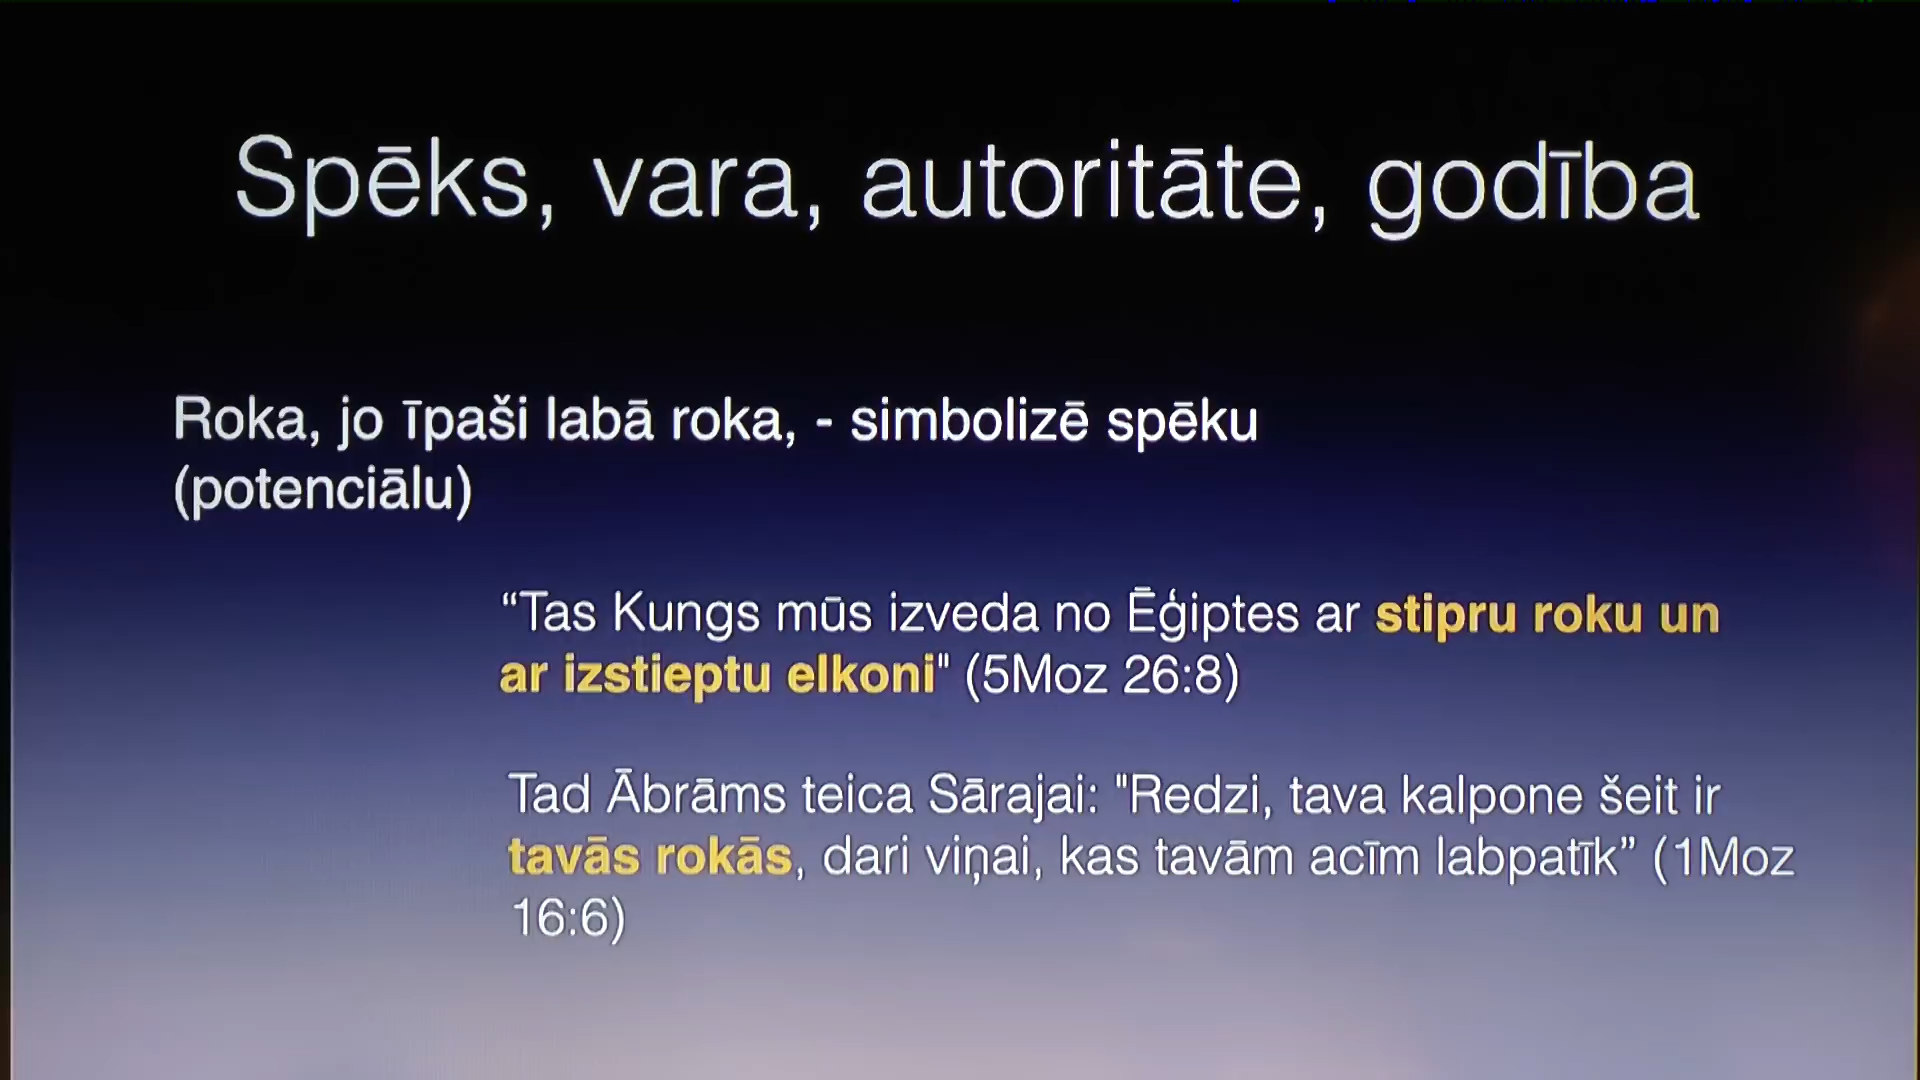 Spēks, vara, autoritāte, godība
Roka, jo īpaši labā roka, - simbolizē spēku
(potenciālu)
“Tas Kungs mūs izveda no Ēģiptes ar stipru roku un
ar izstieptu elkoni" (5Moz 26:8)
Tad Ābrāms teica Sārajai: "Redzi, tava kalpone šeit ir
tavās rokās, dari viņai, kas tavām acīm labpatīk” (1Moz
16:6)